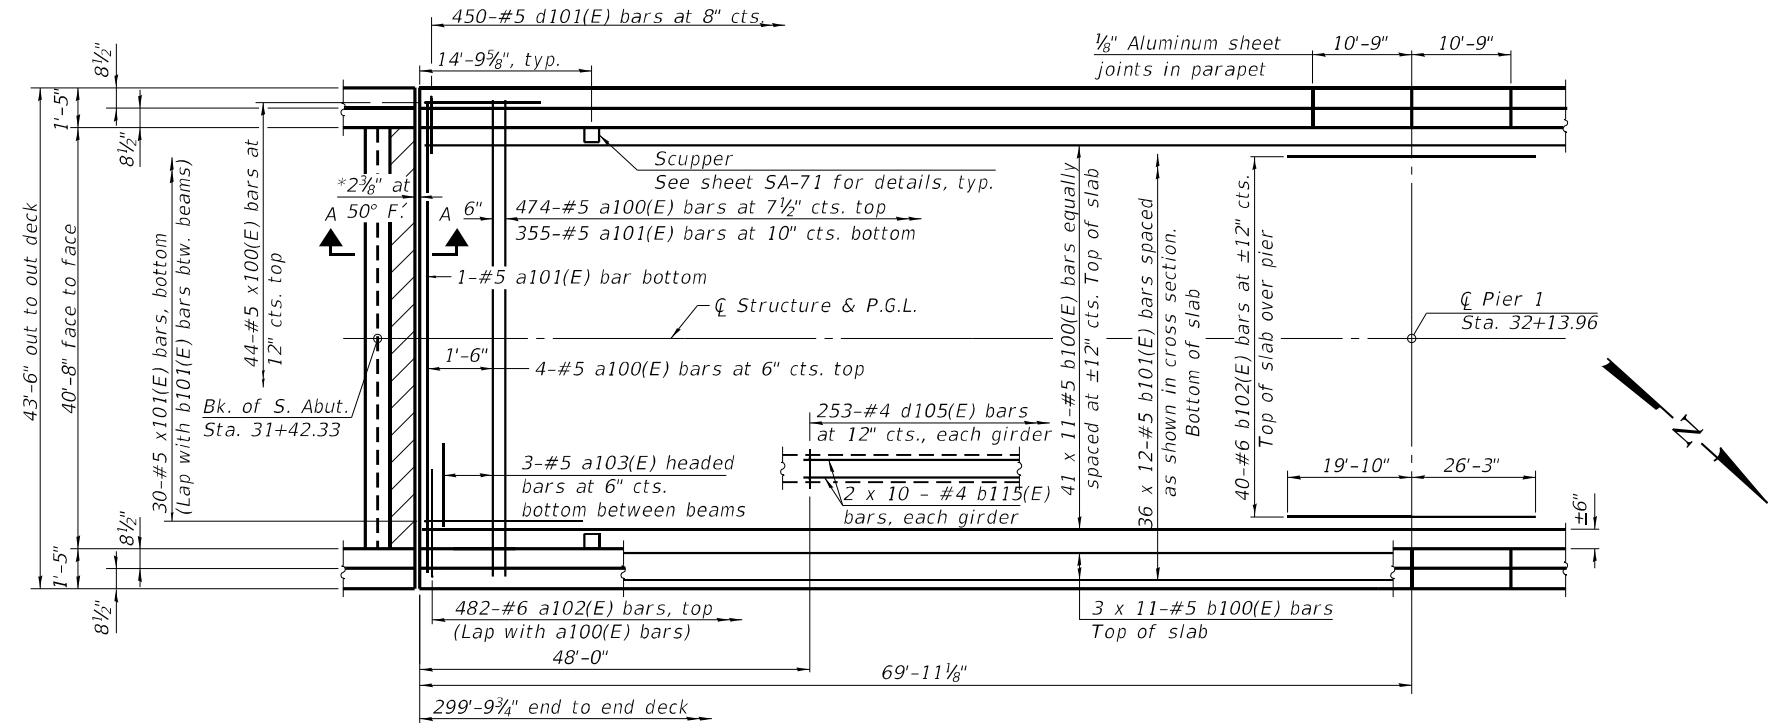 450-#5 d101(E) bars at 8" cts.
14'-9⅝", typ.
⅛" Aluminum sheet
joints in parapet
10'-9"
10'-9"
8½"
1'-5"
8½"
43'-6" out to out deck
40'-8" face to face
30-#5 x101(E) bars, bottom
(Lap with b101(E) bars btw. beams)
44-#5 x100(E) bars at
12" cts. top
*2⅜" at
50° F.
A
A
6"
Scupper
See sheet SA-71 for details, typ.
474-#5 a100(E) bars at 7½" cts. top
355-#5 a101(E) bars at 10" cts. bottom
1-#5 a101(E) bar bottom
℄ Structure & P.G.L.
1'-6"
4-#5 a100(E) bars at 6" cts. top
Bk. of S. Abut.
Sta. 31+42.33
41 x 11-#5 b100(E) bars equally
spaced at ±12" cts. Top of slab
36 x 12-#5 b101(E) bars spaced
as shown in cross section.
Bottom of slab
40-#6 b102(E) bars at ±12" cts.
Top of slab over pier
℄ Pier 1
Sta. 32+13.96
N
253-#4 d105(E) bars
at 12" cts., each girder
2 x 10 - #4 b115(E)
bars, each girder
3-#5 a103(E) headed
bars at 6" cts.
bottom between beams
19'-10"
26'-3"
±6"
8½"
1'-5"
8½"
482-#6 a102(E) bars, top
(Lap with a100(E) bars)
3 x 11-#5 b100(E) bars
Top of slab
48'-0"
69'-11⅛"
299'-9¾" end to end deck